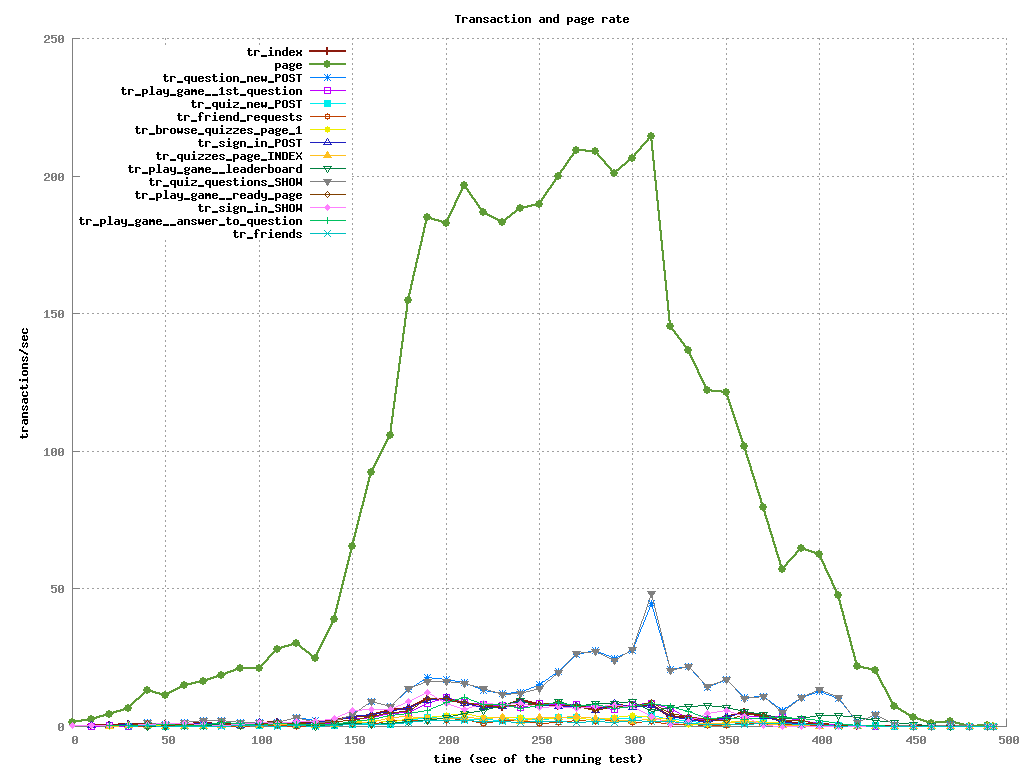 Transaction and page rate
250
200
150
100
50
0
transactions/sec
tr_index
page
tr_question_new_POST
tr_play_game__1st_question
tr_quiz_new_POST
tr_friend_requests
tr_browse_quizzes_page_1
tr_sign_in_POST
tr_quizzes_page_INDEX
tr_play_game__leaderboard
tr_quiz_questions_SHOW
tr_play_game__ready_page
tr_sign_in_SHOW
tr_play_game__answer_to_question
tr_friends
0 50 100 150 200 250 300 350 400 450 500
time (sec of the running test)